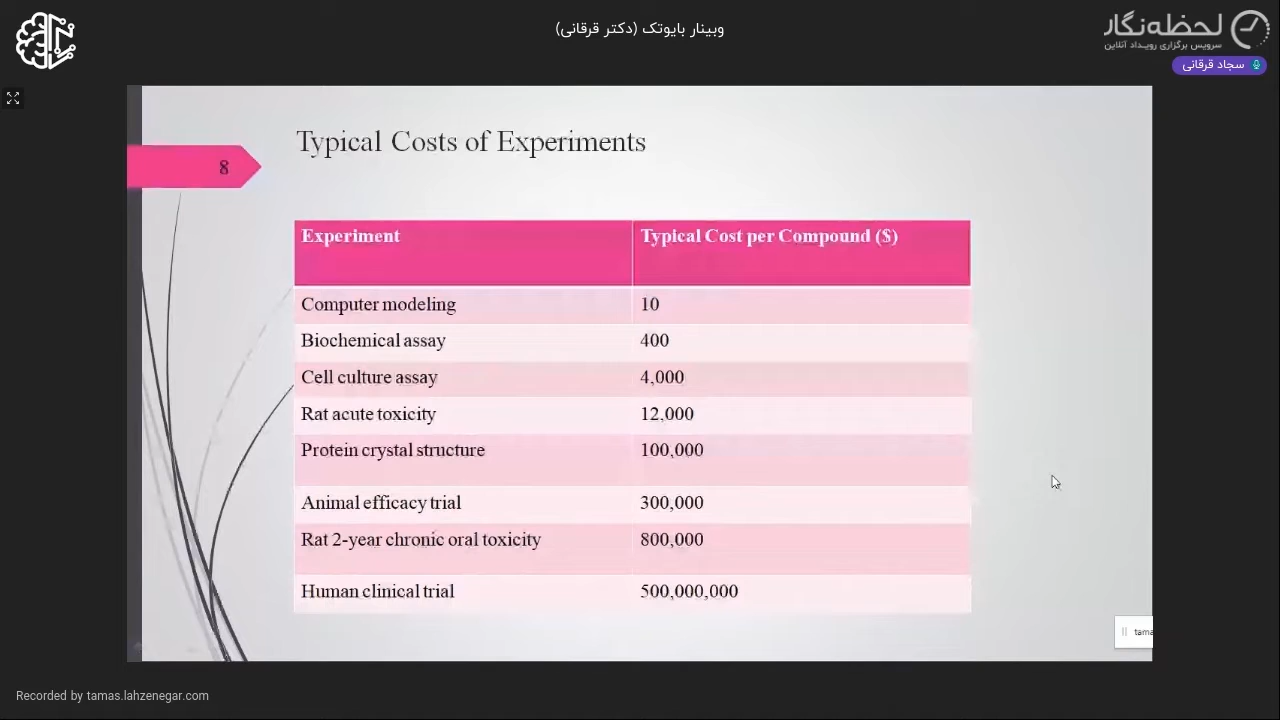 وبینار بایوتک (دکتر قرقانی)
لحظه‌نگار
سرویس برگزاری رویداد آنلاین
سجاد قرقانی
8
Typical Costs of Experiments
Experiment Typical Cost per Compound ($)
Computer modeling 10
Biochemical assay 400
Cell culture assay 4,000
Rat acute toxicity 12,000
Protein crystal structure 100,000
Animal efficacy trial 300,000
Rat 2-year chronic oral toxicity 800,000
Human clinical trial 500,000,000
Recorded by tamas.lahzenegar.com